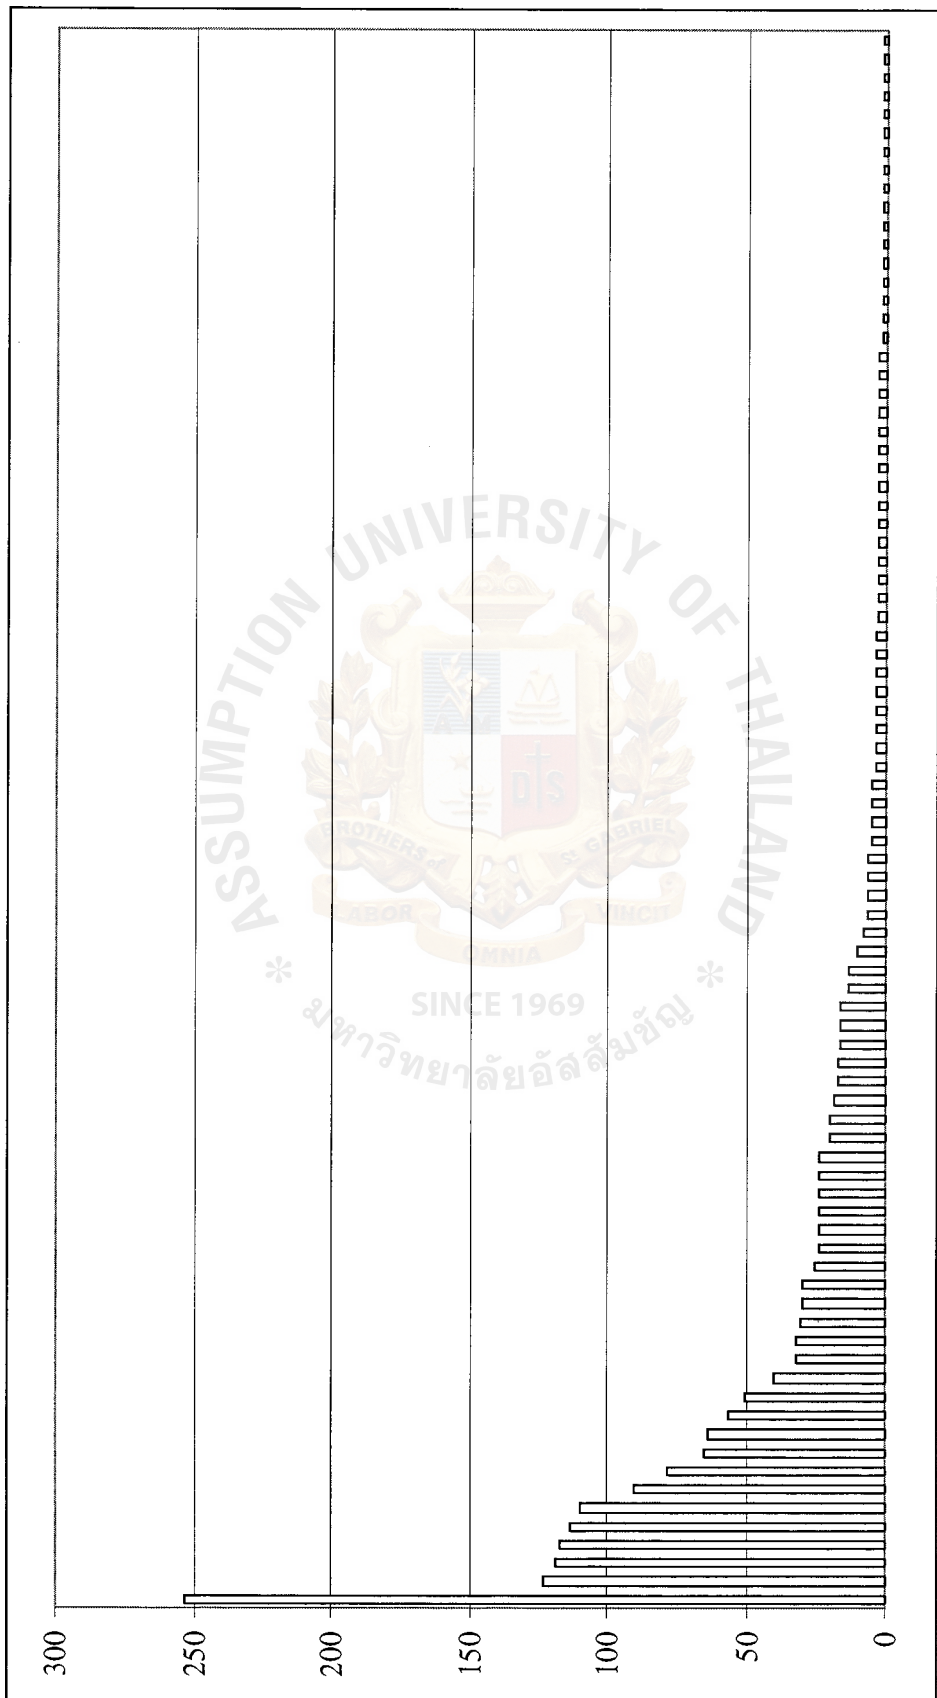 300
250
200
150
100
50
0
ASSUMPTION UNIVERSITY OF THAILAND
A M
D S
BROTHERS of St GABRIEL
LABOR OMNIA VINCIT
SINCE 1969
* มหาวิทยาลัยอัสสัมชัญ *